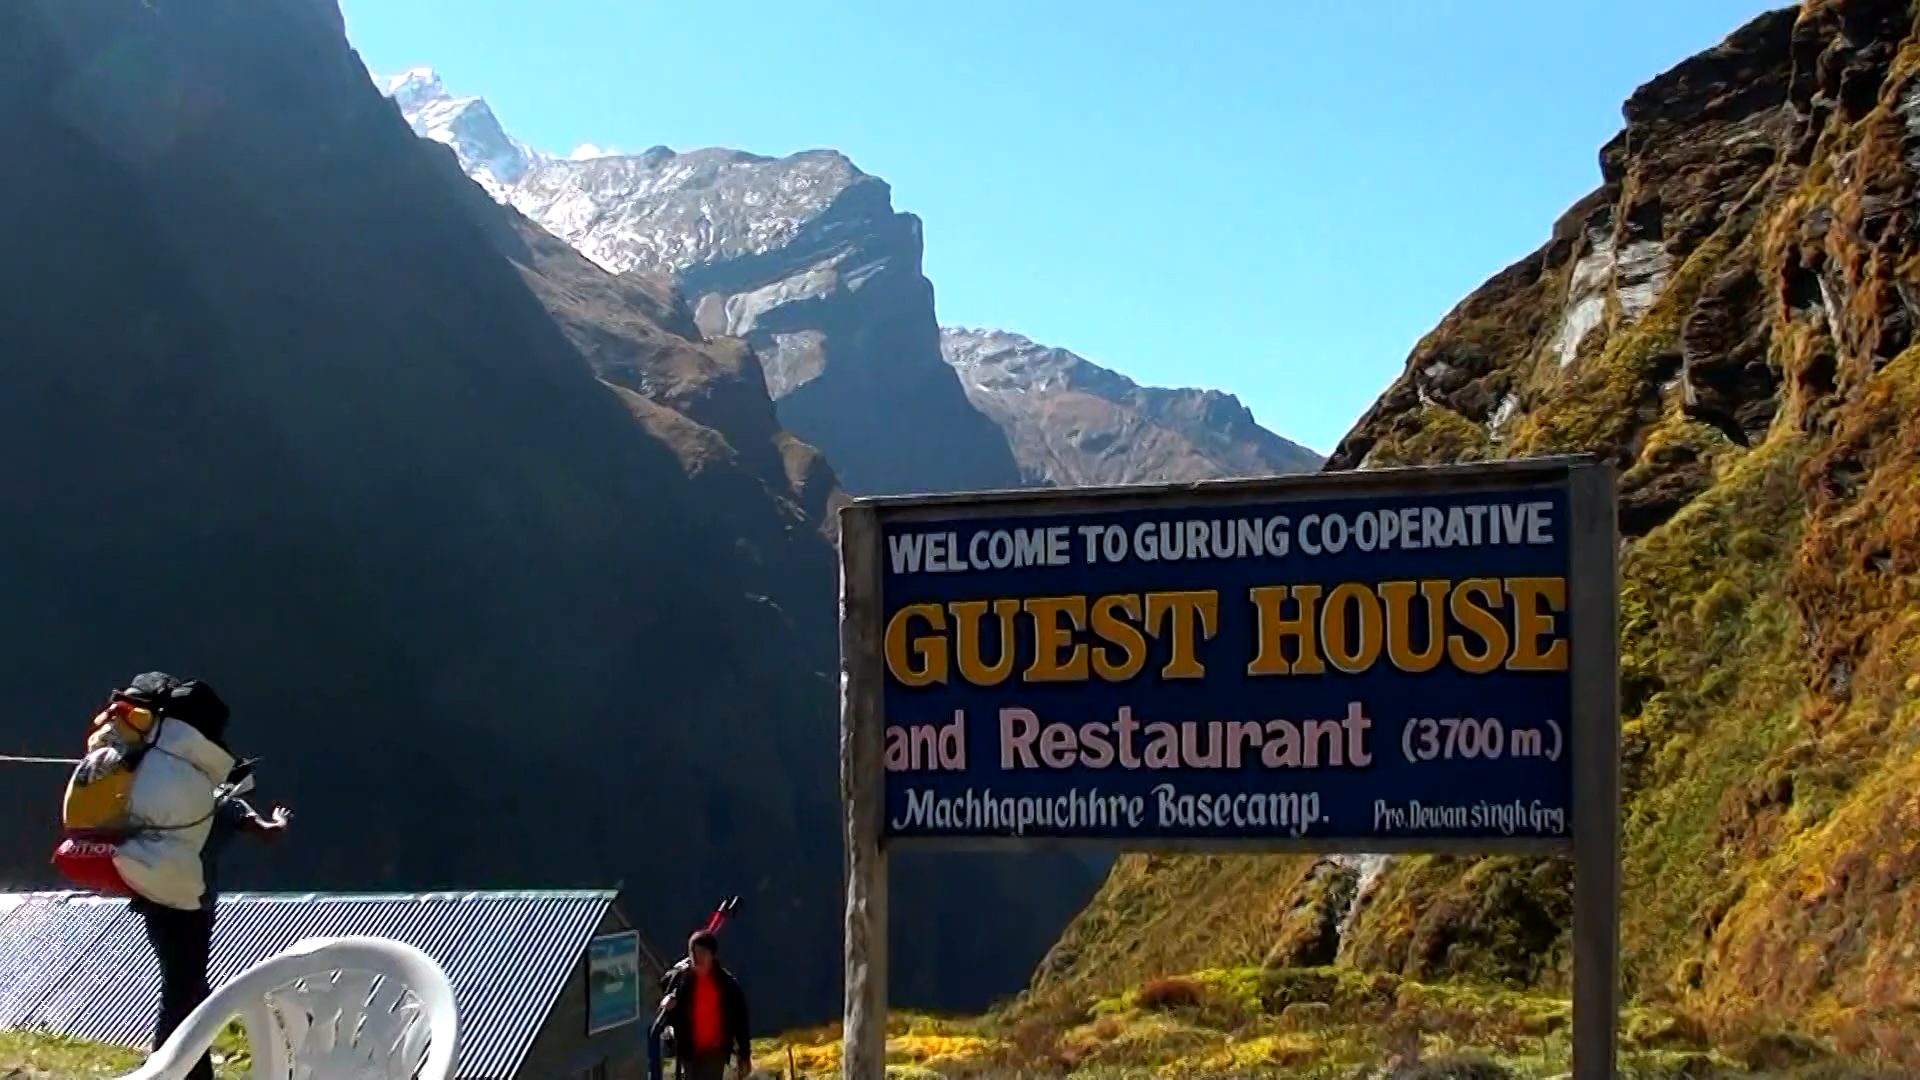 WELCOME TO GURUNG CO-OPERATIVE
GUEST HOUSE
and Restaurant (3700 m.)
Machhapuchhre Basecamp. Pro. Dewan singh Grg.